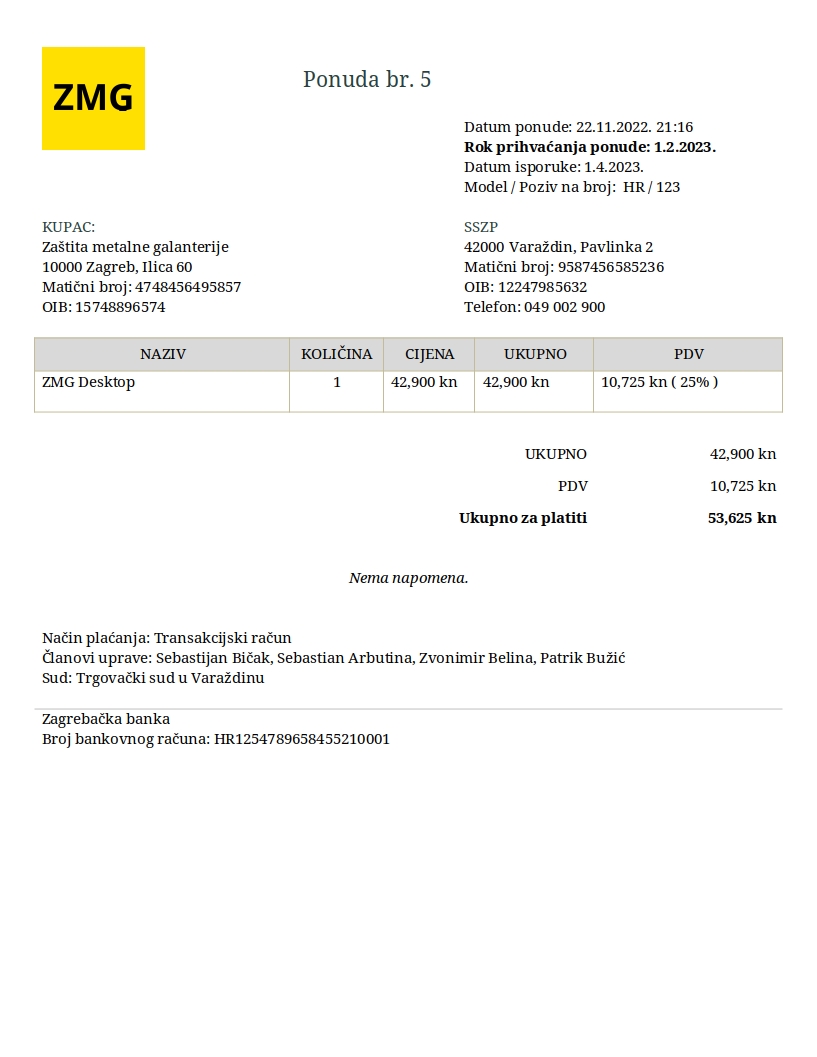 ZMG
Ponuda br. 5
Datum ponude: 22.11.2022. 21:16
Rok prihvaćanja ponude: 1.2.2023.
Datum isporuke: 1.4.2023.
Model / Poziv na broj: HR / 123
KUPAC:
Zaštita metalne galanterije
10000 Zagreb, Ilica 60
Matični broj: 4748456495857
OIB: 15748896574
SSZP
42000 Varaždin, Pavlinka 2
Matični broj: 9587456585236
OIB: 12247985632
Telefon: 049 002 900
NAZIV KOLIČINA CIJENA UKUPNO PDV
ZMG Desktop 1 42,900 kn 42,900 kn 10,725 kn ( 25% )
UKUPNO 42,900 kn
PDV 10,725 kn
Ukupno za platiti 53,625 kn
Nema napomena.
Način plaćanja: Transakcijski račun
Članovi uprave: Sebastijan Bičak, Sebastian Arbutina, Zvonimir Belina, Patrik Bužić
Sud: Trgovački sud u Varaždinu
Zagrebačka banka
Broj bankovnog računa: HR1254789658455210001